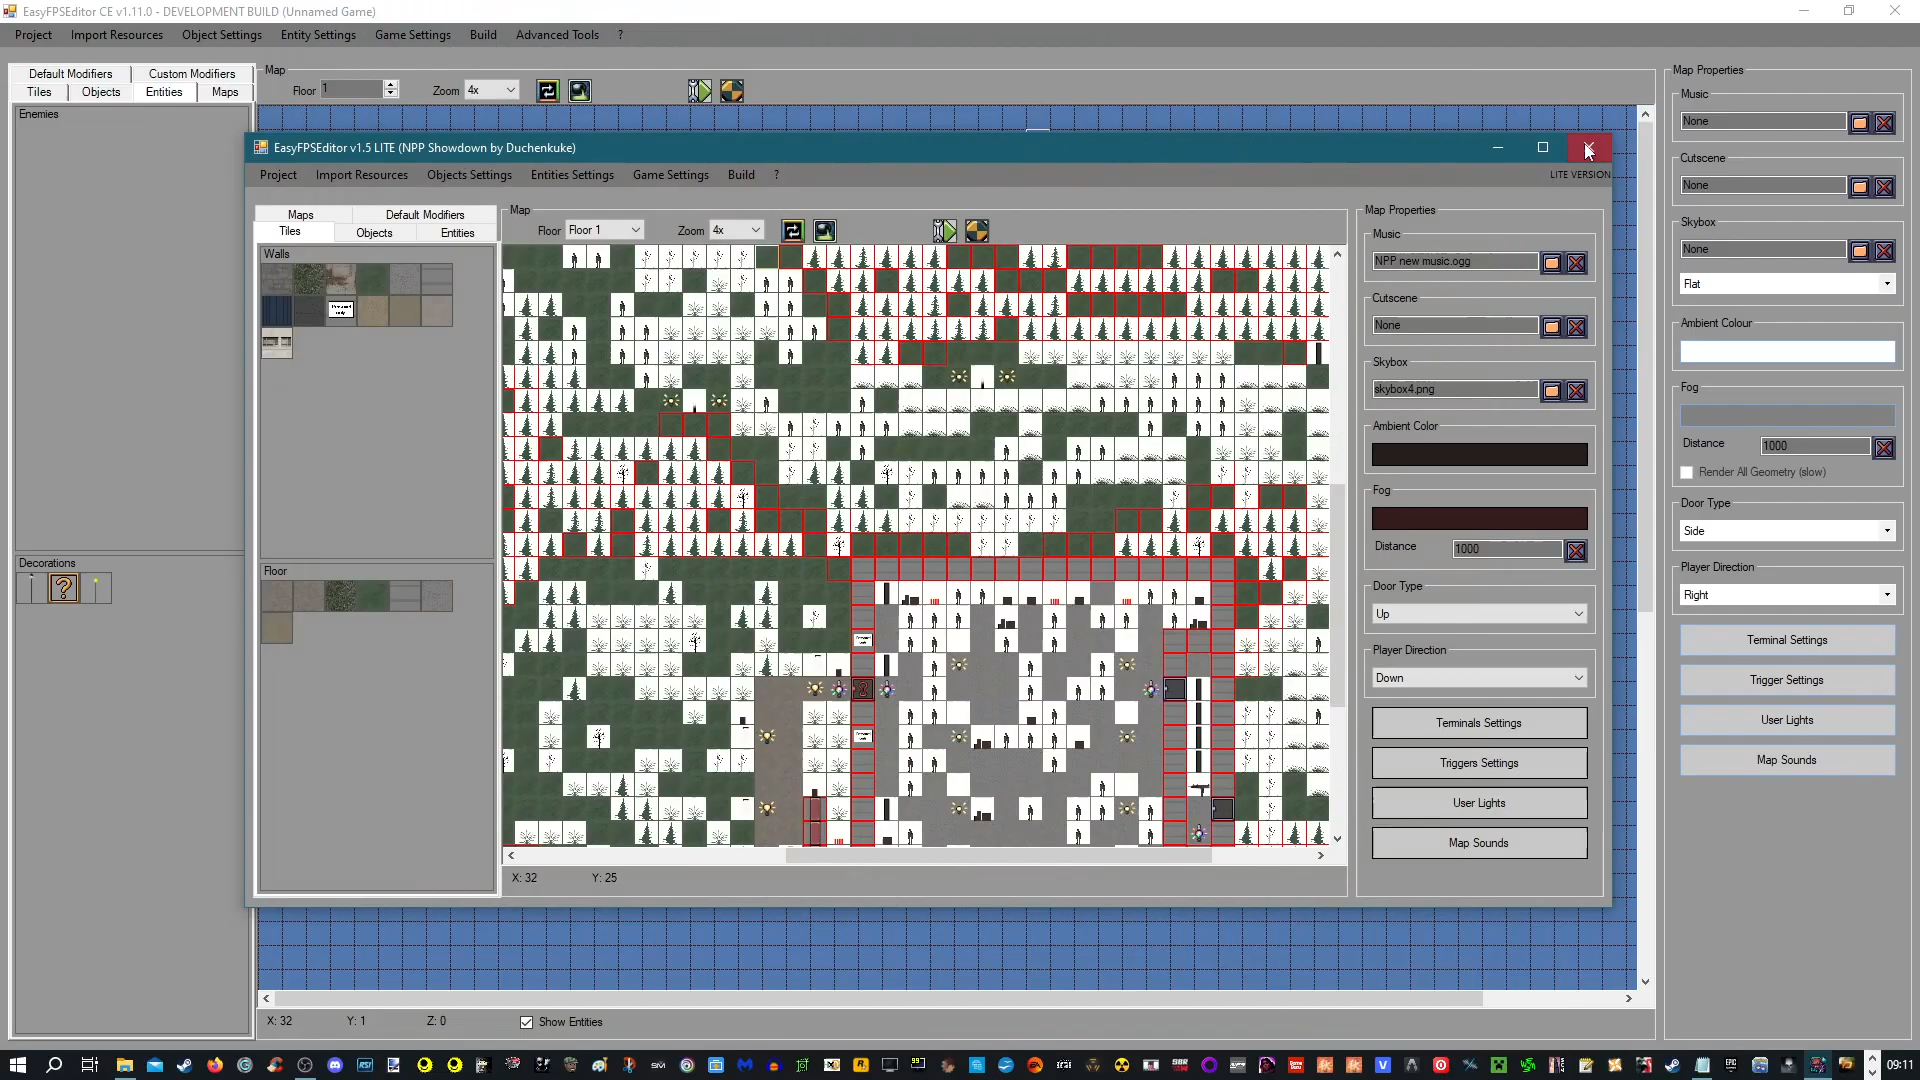 EasyFPSEditor CE v1.11.0 - DEVELOPMENT BUILD (Unnamed Game)
Project Import Resources Object Settings Entity Settings Game Settings Build Advanced Tools ?
Default Modifiers Custom Modifiers
Tiles Objects Entities Maps
Enemies
Decorations
Map
Floor 1 Zoom 4x
EasyFPSEditor v1.5 LITE (NPP Showdown by Duchenkuke)
Project Import Resources Objects Settings Entities Settings Game Settings Build ?
LITE VERSION
Maps Default Modifiers
Tiles Objects Entities
Walls
Floor
Map
Floor Floor 1 Zoom 4x
X: 32 Y: 25
Map Properties
Music
NPP new music.ogg
Cutscene
None
Skybox
skybox4.png
Ambient Color
Fog
Distance 1000
Door Type
Up
Player Direction
Down
Terminals Settings
Triggers Settings
User Lights
Map Sounds
X: 32 Y: 1 Z: 0 Show Entities
Map Properties
Music
None
Cutscene
None
Skybox
None
Flat
Ambient Colour
Fog
Distance 1000
Render All Geometry (slow)
Door Type
Side
Player Direction
Right
Terminal Settings
Trigger Settings
User Lights
Map Sounds
09:11